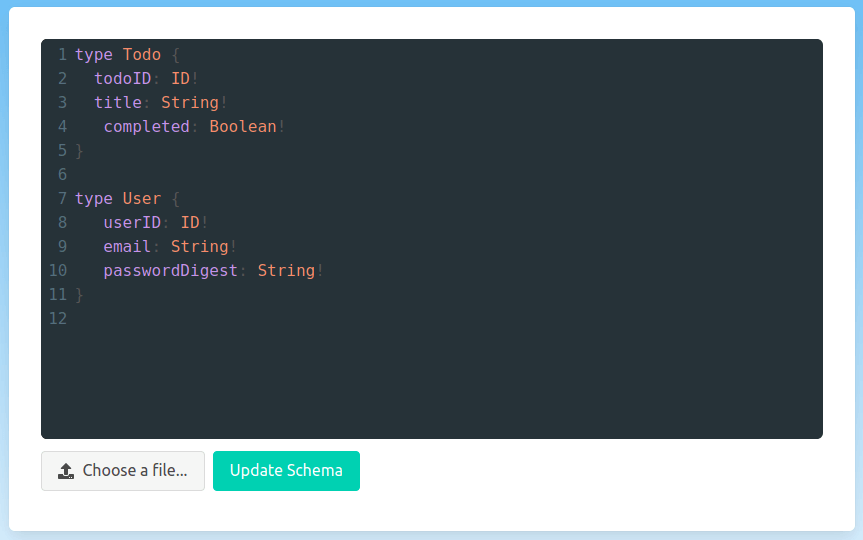 1 type Todo {
2   todoID: ID!
3   title: String!
4    completed: Boolean!
5 }
6
7 type User {
8    userID: ID!
9    email: String!
10    passwordDigest: String!
11 }
12
Choose a file...
Update Schema